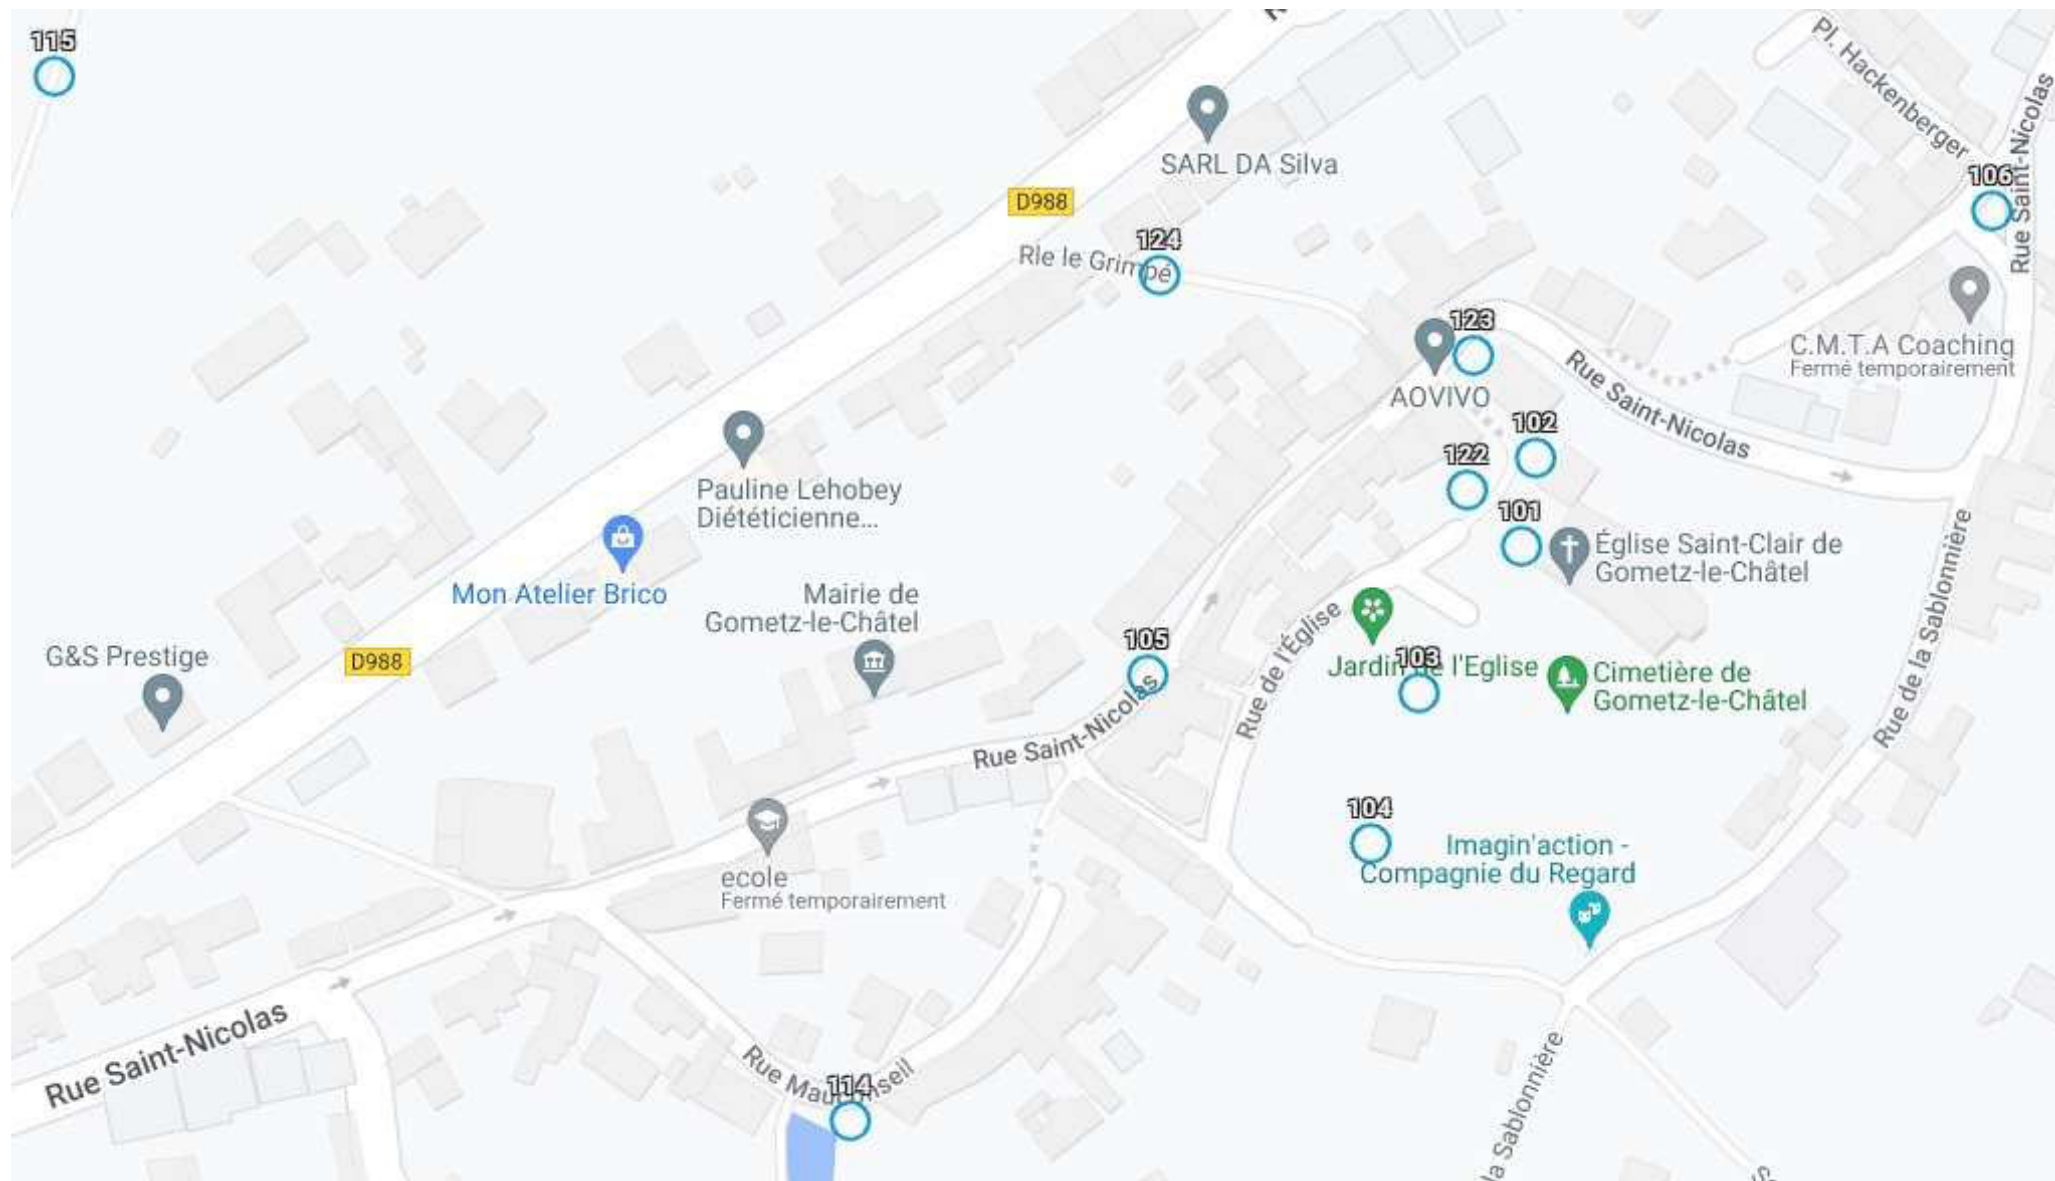 115
Pl. Hackenberger
Rue Saint-Nicolas
SARL DA Silva
106
D988
124
Rle le Grimpé
123
C.M.T.A Coaching
Fermé temporairement
AOVIVO
Rue Saint-Nicolas
102
122
Pauline Lehobey
Diététicienne...
101
Église Saint-Clair de
Gometz-le-Châtel
Mon Atelier Brico
Mairie de
Gometz-le-Châtel
Rue de la Sablonnière
105
G&S Prestige
D988
Rue de l'Église
103
Jardin de l'Eglise
Cimetière de
Gometz-le-Châtel
Rue Saint-Nicolas
104
Imagin'action -
Compagnie du Regard
ecole
Fermé temporairement
Rue Saint-Nicolas
Rue Mauconseil
114
la Sablonnière